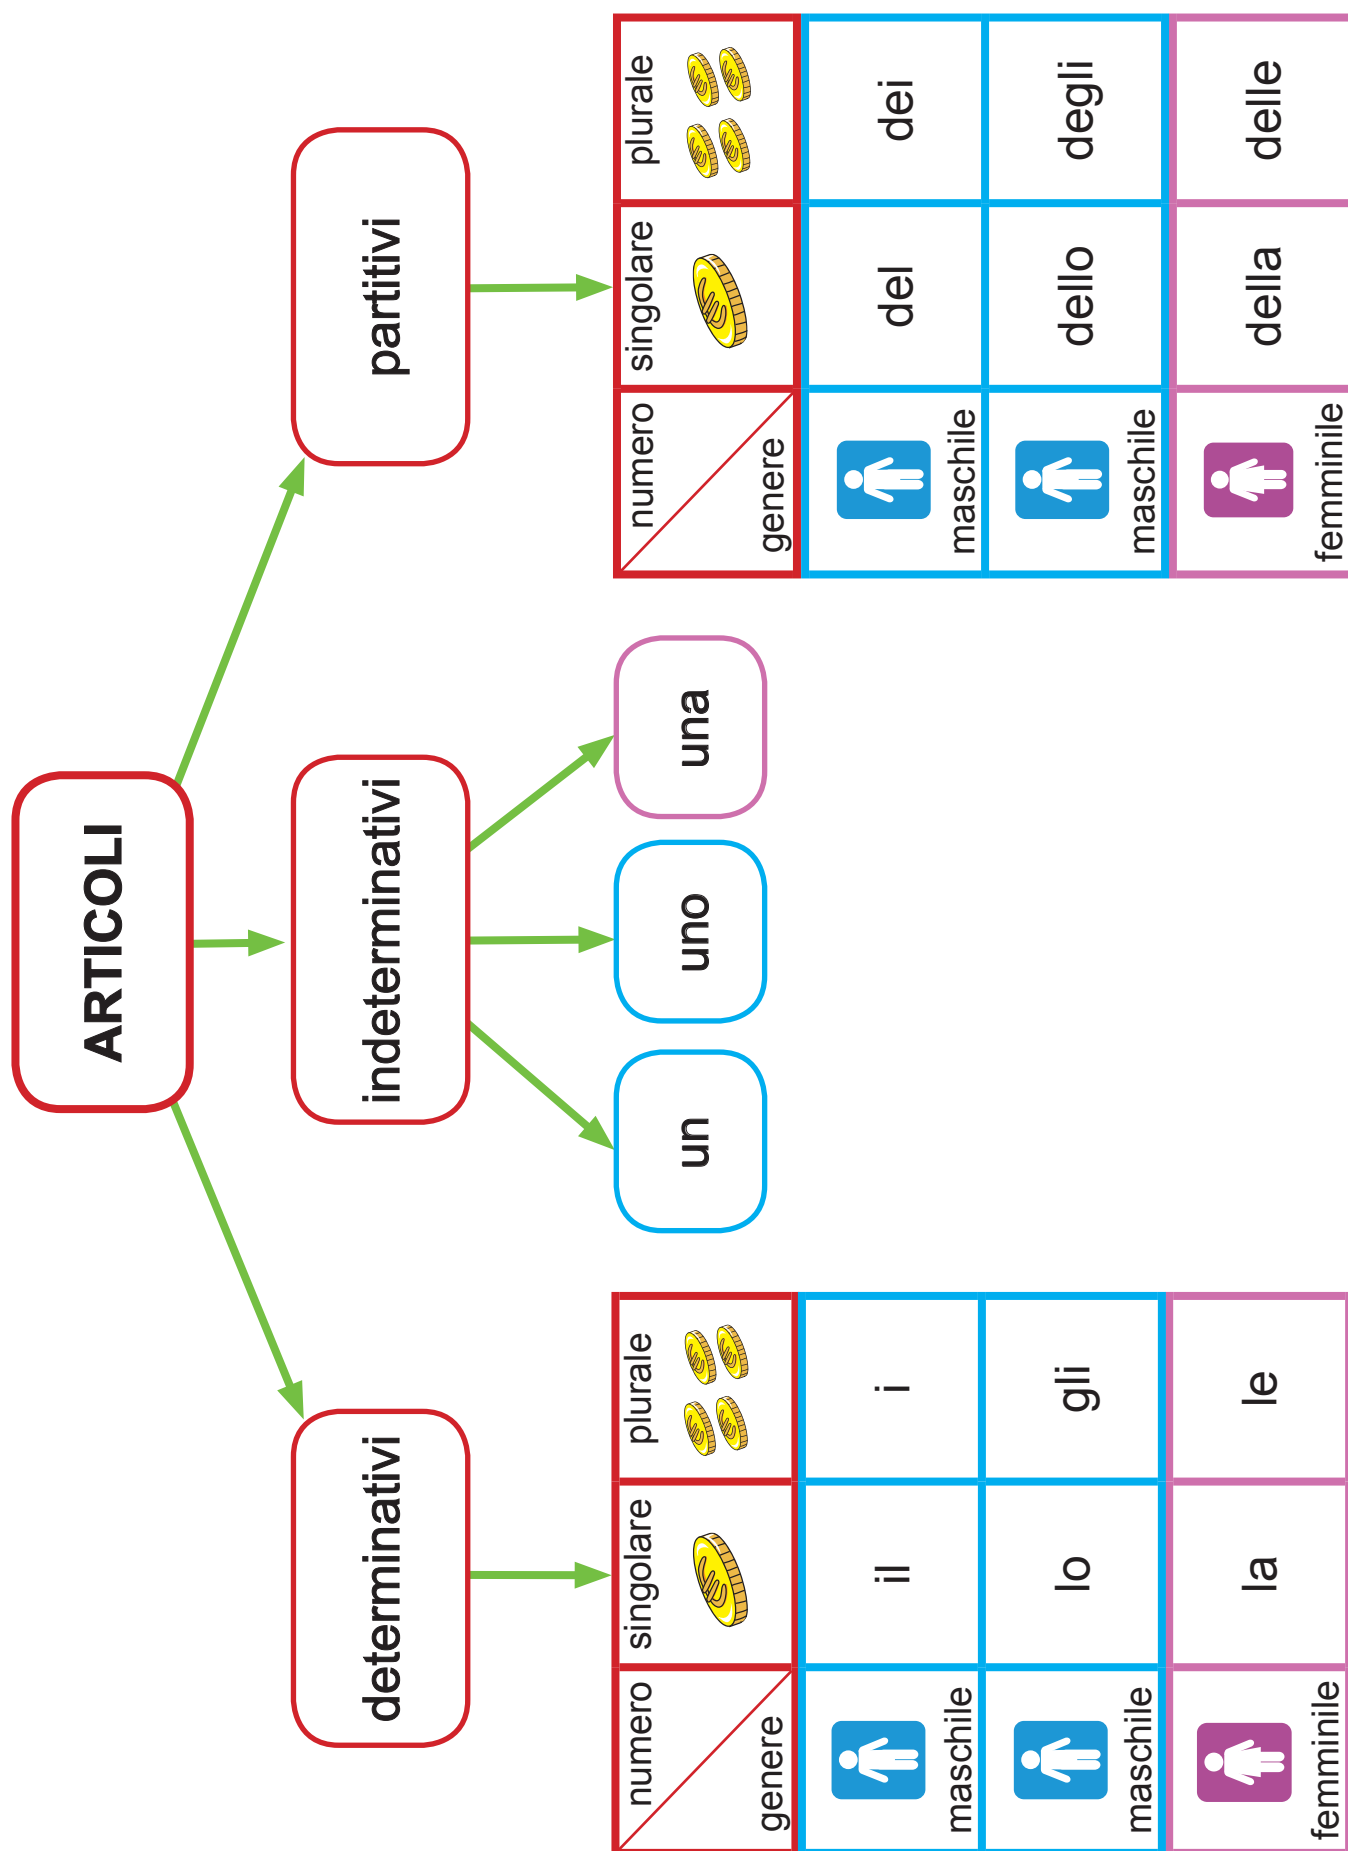 ARTICOLI
determinativi
indeterminativi
partitivi
numero
genere
singolare
plurale
maschile
il
i
maschile
lo
gli
femminile
la
le
un
uno
una
numero
genere
singolare
plurale
maschile
del
dei
maschile
dello
degli
femminile
della
delle